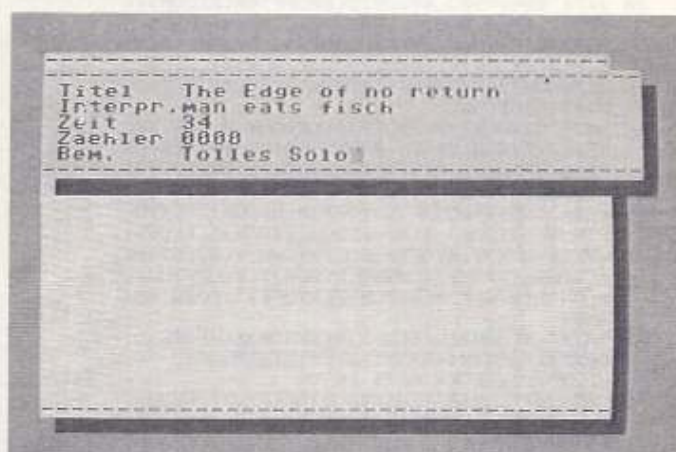 Titel The Edge of no return
Interpr.man eats fisch
Zeit 34
Zaehler 0000
Bem. Tolles Solo